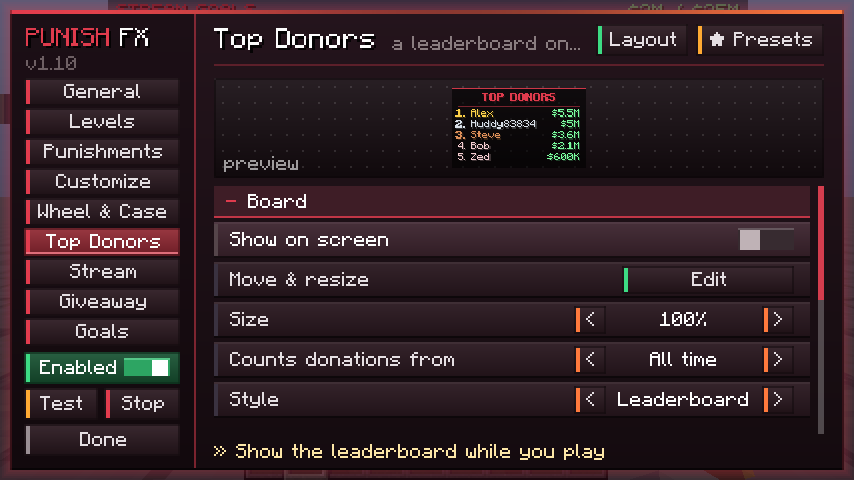 PUNISH FX
v1.10
General
Levels
Punishments
Customize
Wheel & Case
Top Donors
Stream
Giveaway
Goals
Enabled
Test
Stop
Done
Top Donors
a leaderboard on...
Layout
★ Presets
TOP DONORS
1. Alex $5.5M
2. Huddy83834 $5M
3. Steve $3.6M
4. Bob $2.1M
5. Zed $600K
preview
− Board
Show on screen
Move & resize
Edit
Size
< 100% >
Counts donations from
< All time >
Style
< Leaderboard >
» Show the leaderboard while you play